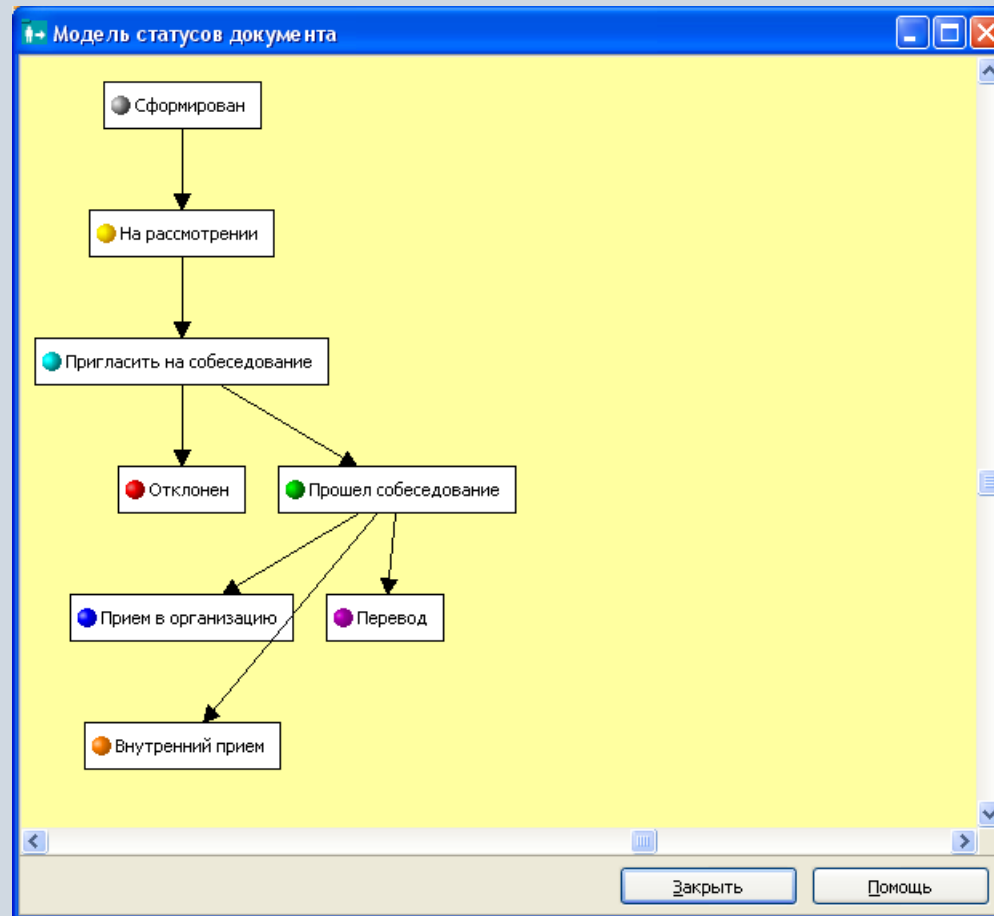 Модель статусов документа
Сформирован
На рассмотрении
Пригласить на собеседование
Отклонен
Прошел собеседование
Прием в организацию
Перевод
Внутренний прием
Закрыть
Помощь